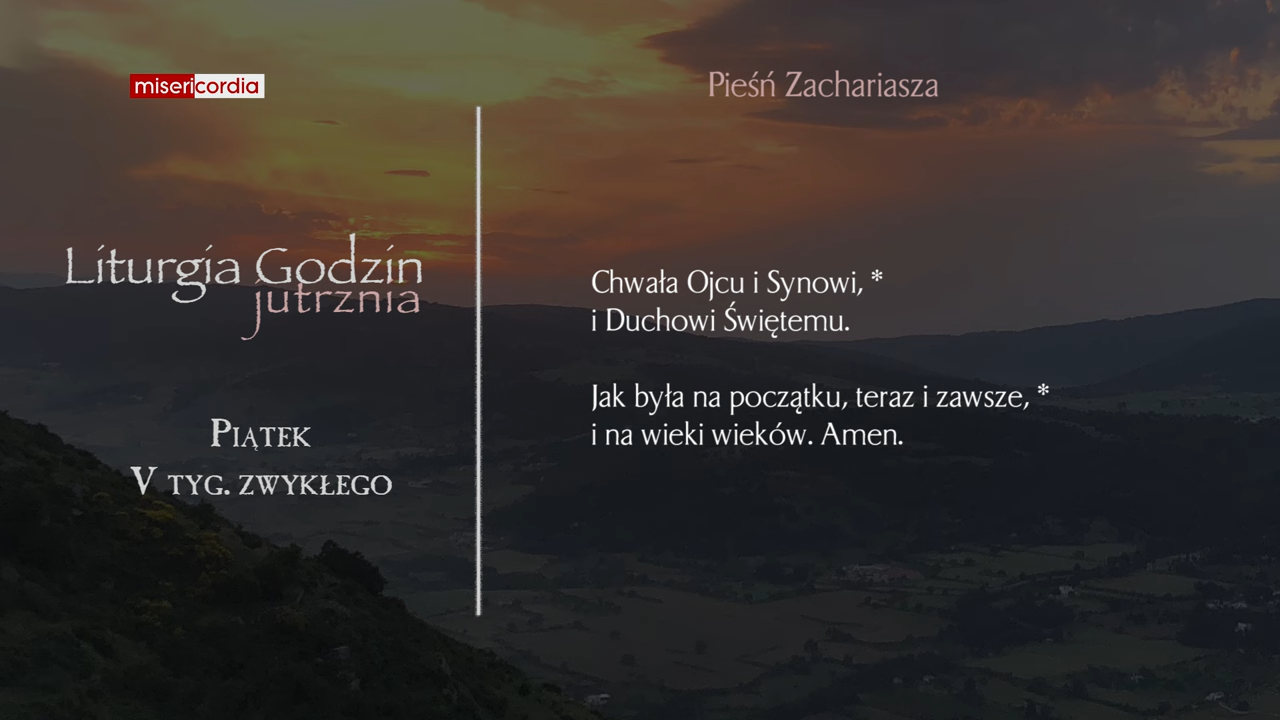 misericordia
Pieśń Zachariasza
Liturgia Godzin
jutrznia
Piątek
V tyg. zwykłego
Chwała Ojcu i Synowi, *
i Duchowi Świętemu.
Jak była na początku, teraz i zawsze, *
i na wieki wieków. Amen.